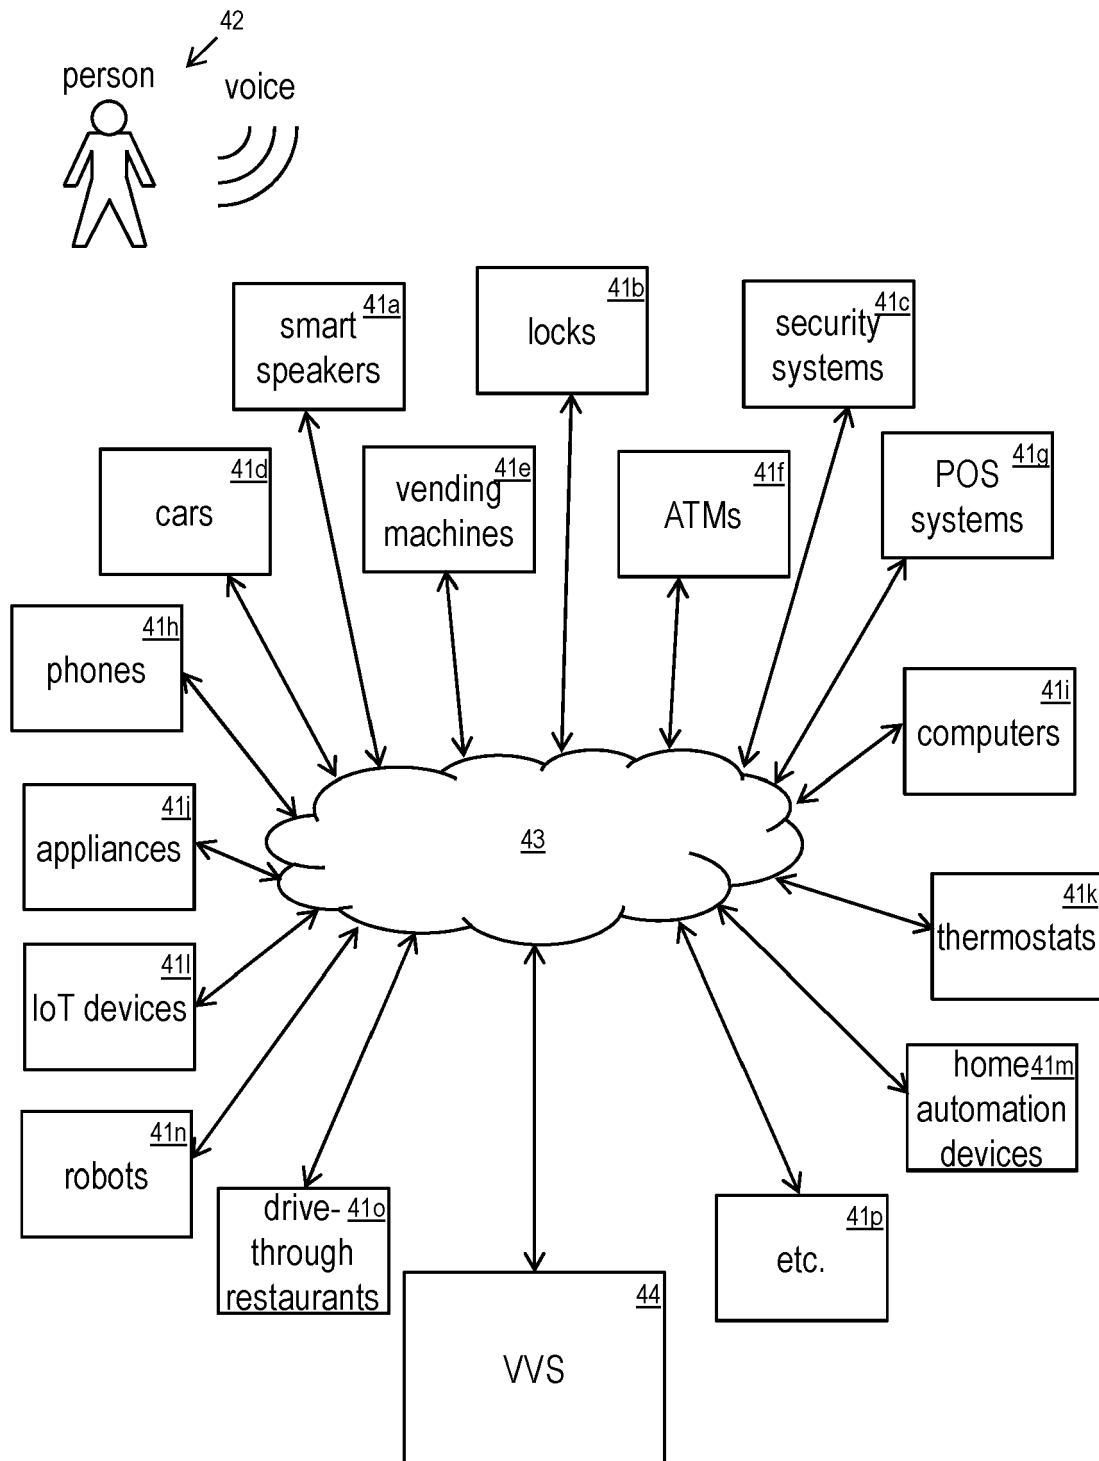 42
person
voice
41a
smart
speakers
41b
locks
41c
security
systems
41d
cars
41e
vending
machines
41f
ATMs
41g
POS
systems
41h
phones
41i
computers
41j
appliances
43
41k
thermostats
41l
IoT devices
41m
home
automation
devices
41n
robots
41o
drive-
through
restaurants
41p
etc.
44
VVS